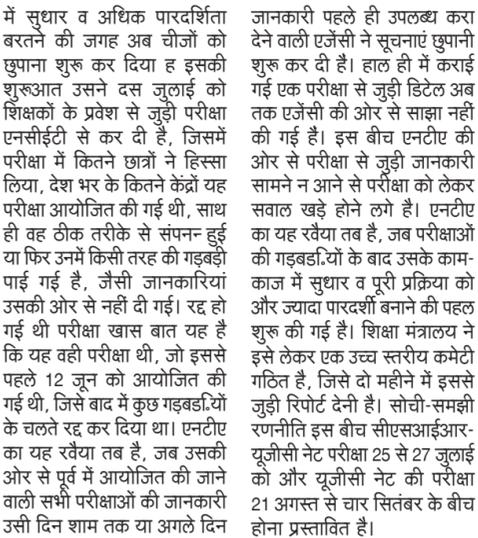 में सुधार व अधिक पारदर्शिता
बरतने की जगह अब चीजों को
छुपाना शुरू कर दिया ह इसकी
शुरूआत उसने दस जुलाई को
शिक्षकों के प्रवेश से जुड़ी परीक्षा
एनसीईटी से कर दी है, जिसमें
परीक्षा में कितने छात्रों ने हिस्सा
लिया, देश भर के कितने केंद्रों यह
परीक्षा आयोजित की गई थी, साथ
ही वह ठीक तरीके से संपनन हुई
या फिर उनमें किसी तरह की गड़बड़ी
पाई गई है, जैसी जानकारियां
उसकी ओर से नहीं दी गई। रद्द हो
गई थी परीक्षा खास बात यह है
कि यह वही परीक्षा थी, जो इससे
पहले 12 जून को आयोजित की
गई थी, जिसे बाद में कुछ गड़बडि़यों
के चलते रद्द कर दिया था। एनटीए
का यह रवैया तब है, जब उसकी
ओर से पूर्व में आयोजित की जाने
वाली सभी परीक्षाओं की जानकारी
उसी दिन शाम तक या अगले दिन
जानकारी पहले ही उपलब्ध करा
देने वाली एजेंसी ने सूचनाएं छुपानी
शुरू कर दी है। हाल ही में कराई
गई एक परीक्षा से जुड़ी डिटेल अब
तक एजेंसी की ओर से साझा नहीं
की गई है। इस बीच एनटीए की
ओर से परीक्षा से जुड़ी जानकारी
सामने न आने से परीक्षा को लेकर
सवाल खड़े होने लगे है। एनटीए
का यह रवैया तब है, जब परीक्षाओं
की गड़बडि़यों के बाद उसके काम-
काज में सुधार व पूरी प्रक्रिया को
और ज्यादा पारदर्शी बनाने की पहल
शुरू की गई है। शिक्षा मंत्रालय ने
इसे लेकर एक उच्च स्तरीय कमेटी
गठित है, जिसे दो महीने में इससे
जुड़ी रिपोर्ट देनी है। सोची-समझी
रणनीति इस बीच सीएसआईआर-
यूजीसी नेट परीक्षा 25 से 27 जुलाई
को और यूजीसी नेट की परीक्षा
21 अगस्त से चार सितंबर के बीच
होना प्रस्तावित है।